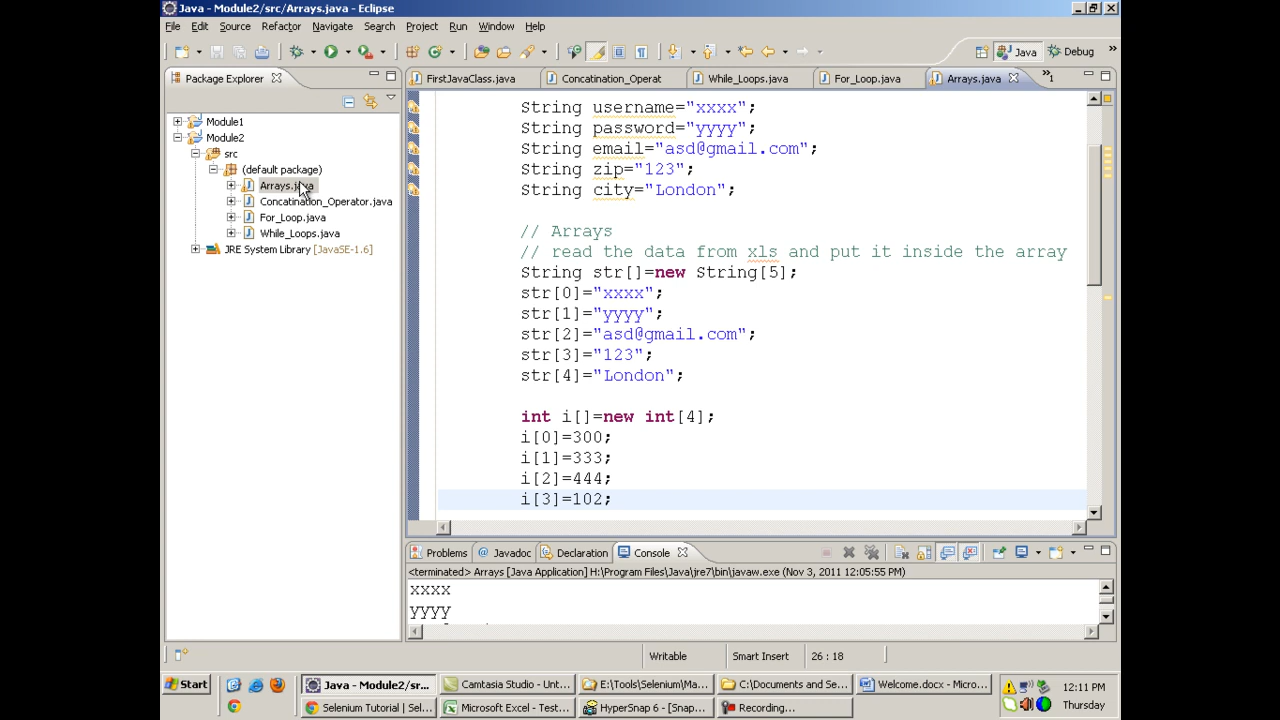 Java - Module2/src/Arrays.java - Eclipse
File Edit Source Refactor Navigate Search Project Run Window Help
Java Debug »
Package Explorer
FirstJavaClass.java Concatination_Operat While_Loops.java For_Loop.java Arrays.java »1
Module1
Module2
src
(default package)
Arrays.java
Concatination_Operator.java
For_Loop.java
While_Loops.java
JRE System Library [JavaSE-1.6]
String username="xxxx";
String password="yyyy";
String email="asd@gmail.com";
String zip="123";
String city="London";
// Arrays
// read the data from xls and put it inside the array
String str[]=new String[5];
str[0]="xxxx";
str[1]="yyyy";
str[2]="asd@gmail.com";
str[3]="123";
str[4]="London";
int i[]=new int[4];
i[0]=300;
i[1]=333;
i[2]=444;
i[3]=102;
Problems Javadoc Declaration Console
<terminated> Arrays [Java Application] H:\Program Files\Java\jre7\bin\javaw.exe (Nov 3, 2011 12:05:55 PM)
xxxx
yyyy
Writable Smart Insert 26 : 18
Start Java - Module2/sr... Camtasia Studio - Unt... E:\Tools\Selenium\Ma... C:\Documents and Se... Welcome.docx - Micro... 12:11 PM
Selenium Tutorial | Sel... Microsoft Excel - Test... HyperSnap 6 - [Snap... Recording... Thursday